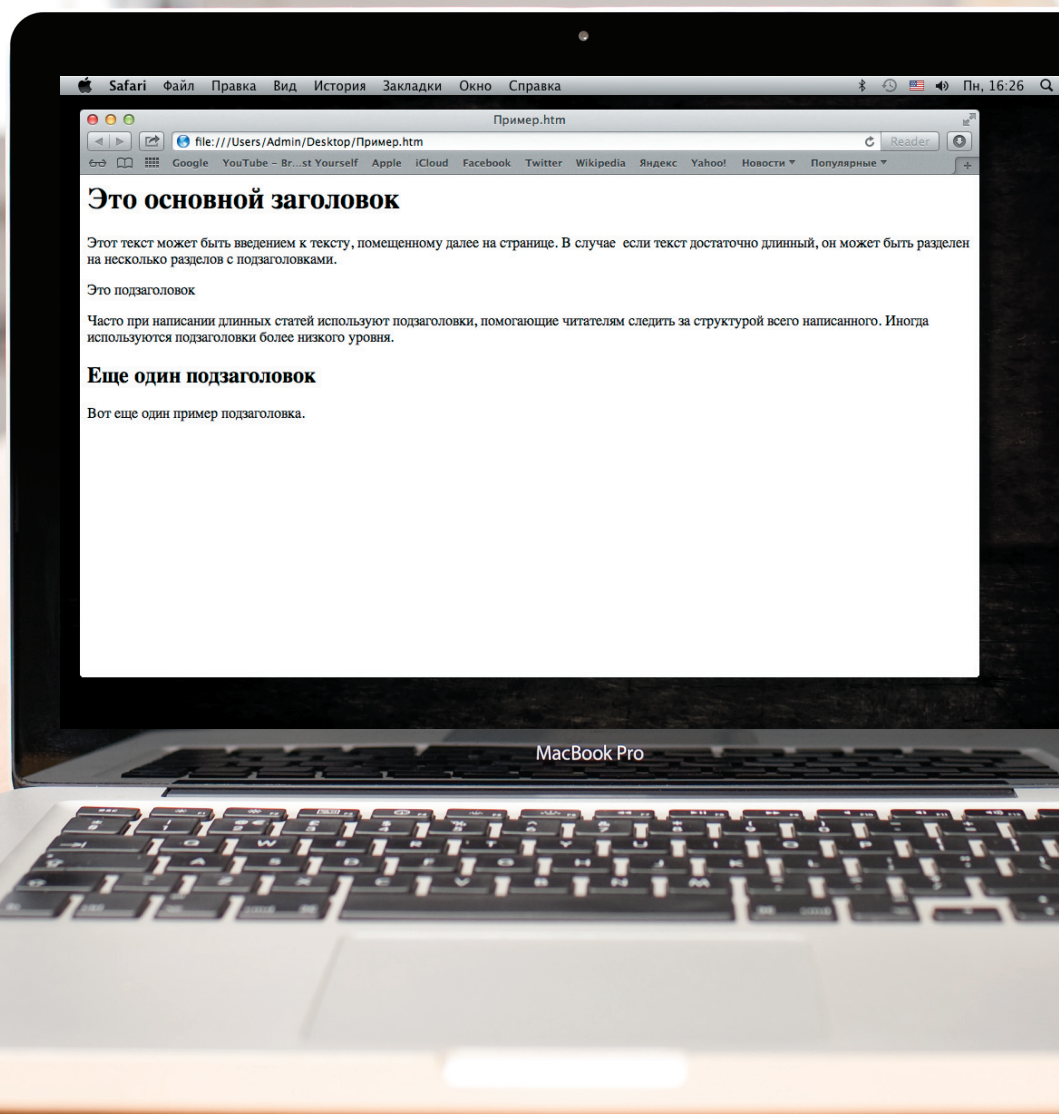 Safari Файл Правка Вид История Закладки Окно Справка Пн, 16:26
Пример.htm
file:///Users/Admin/Desktop/Пример.htm Reader
Google YouTube – Br...st Yourself Apple iCloud Facebook Twitter Wikipedia Яндекс Yahoo! Новости Популярные
Это основной заголовок
Этот текст может быть введением к тексту, помещенному далее на странице. В случае если текст достаточно длинный, он может быть разделен
на несколько разделов с подзаголовками.
Это подзаголовок
Часто при написании длинных статей используют подзаголовки, помогающие читателям следить за структурой всего написанного. Иногда
используются подзаголовки более низкого уровня.
Еще один подзаголовок
Вот еще один пример подзаголовка.
MacBook Pro
Q W E R T Y U I O P
A S D F G H J K L
Z X C V B N M